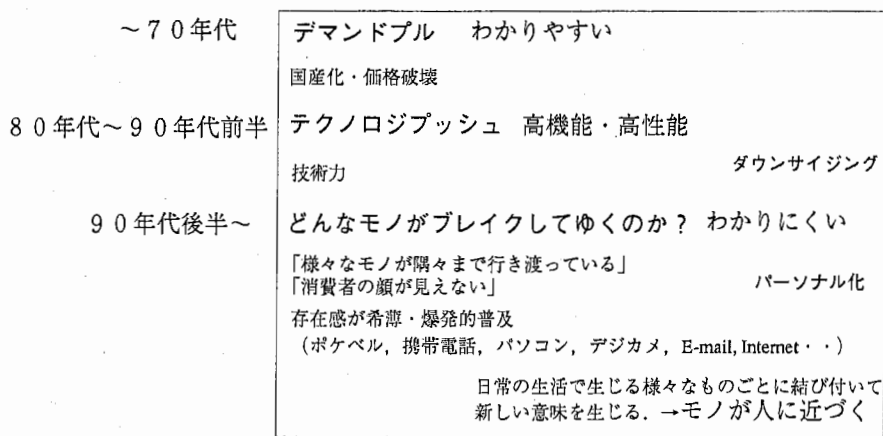 ～７０年代　デマンドプル　わかりやすい
国産化・価格破壊
８０年代～９０年代前半　テクノロジプッシュ　高機能・高性能
技術力　ダウンサイジング
９０年代後半～　どんなモノがブレイクしてゆくのか？　わかりにくい
「様々なモノが隅々まで行き渡っている」
「消費者の顔が見えない」　パーソナル化
存在感が希薄・爆発的普及
（ポケベル，携帯電話，パソコン，デジカメ，E-mail, Internet・・）
日常の生活で生じる様々なものごとに結び付いて
新しい意味を生じる．→モノが人に近づく